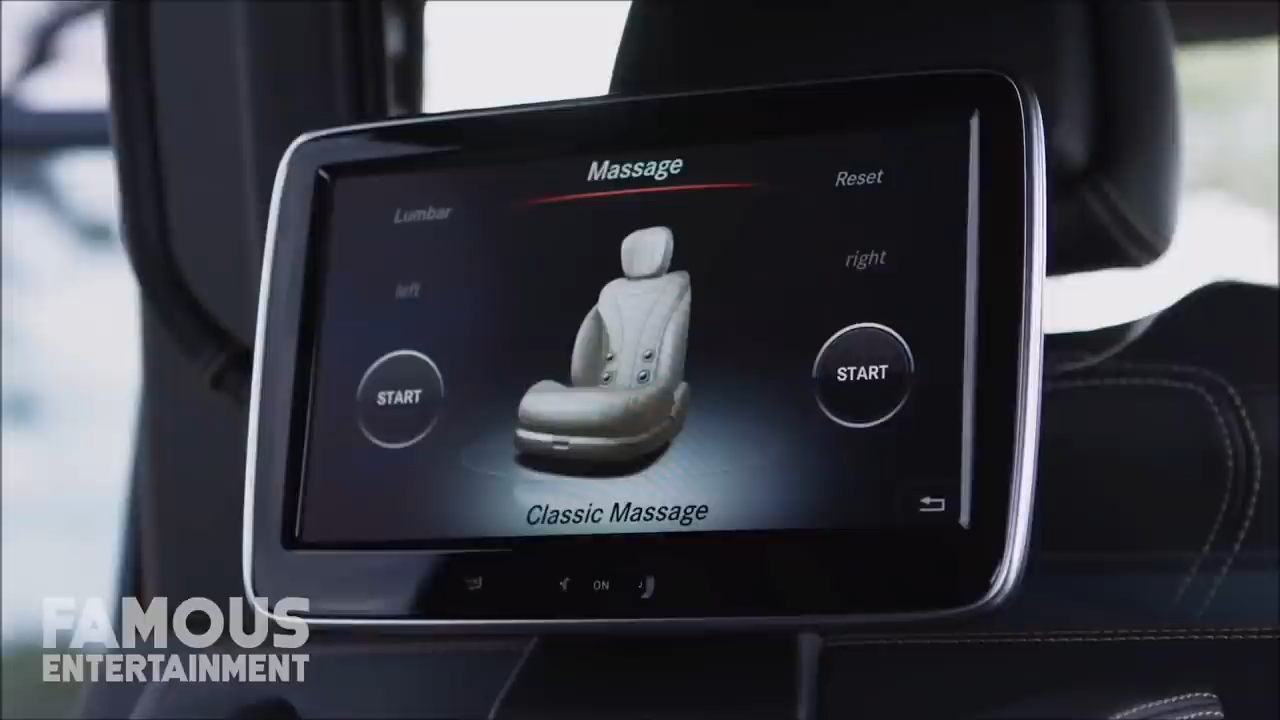 Massage
Lumbar
Reset
left
right
START
START
Classic Massage
ON
FAMOUS
ENTERTAINMENT